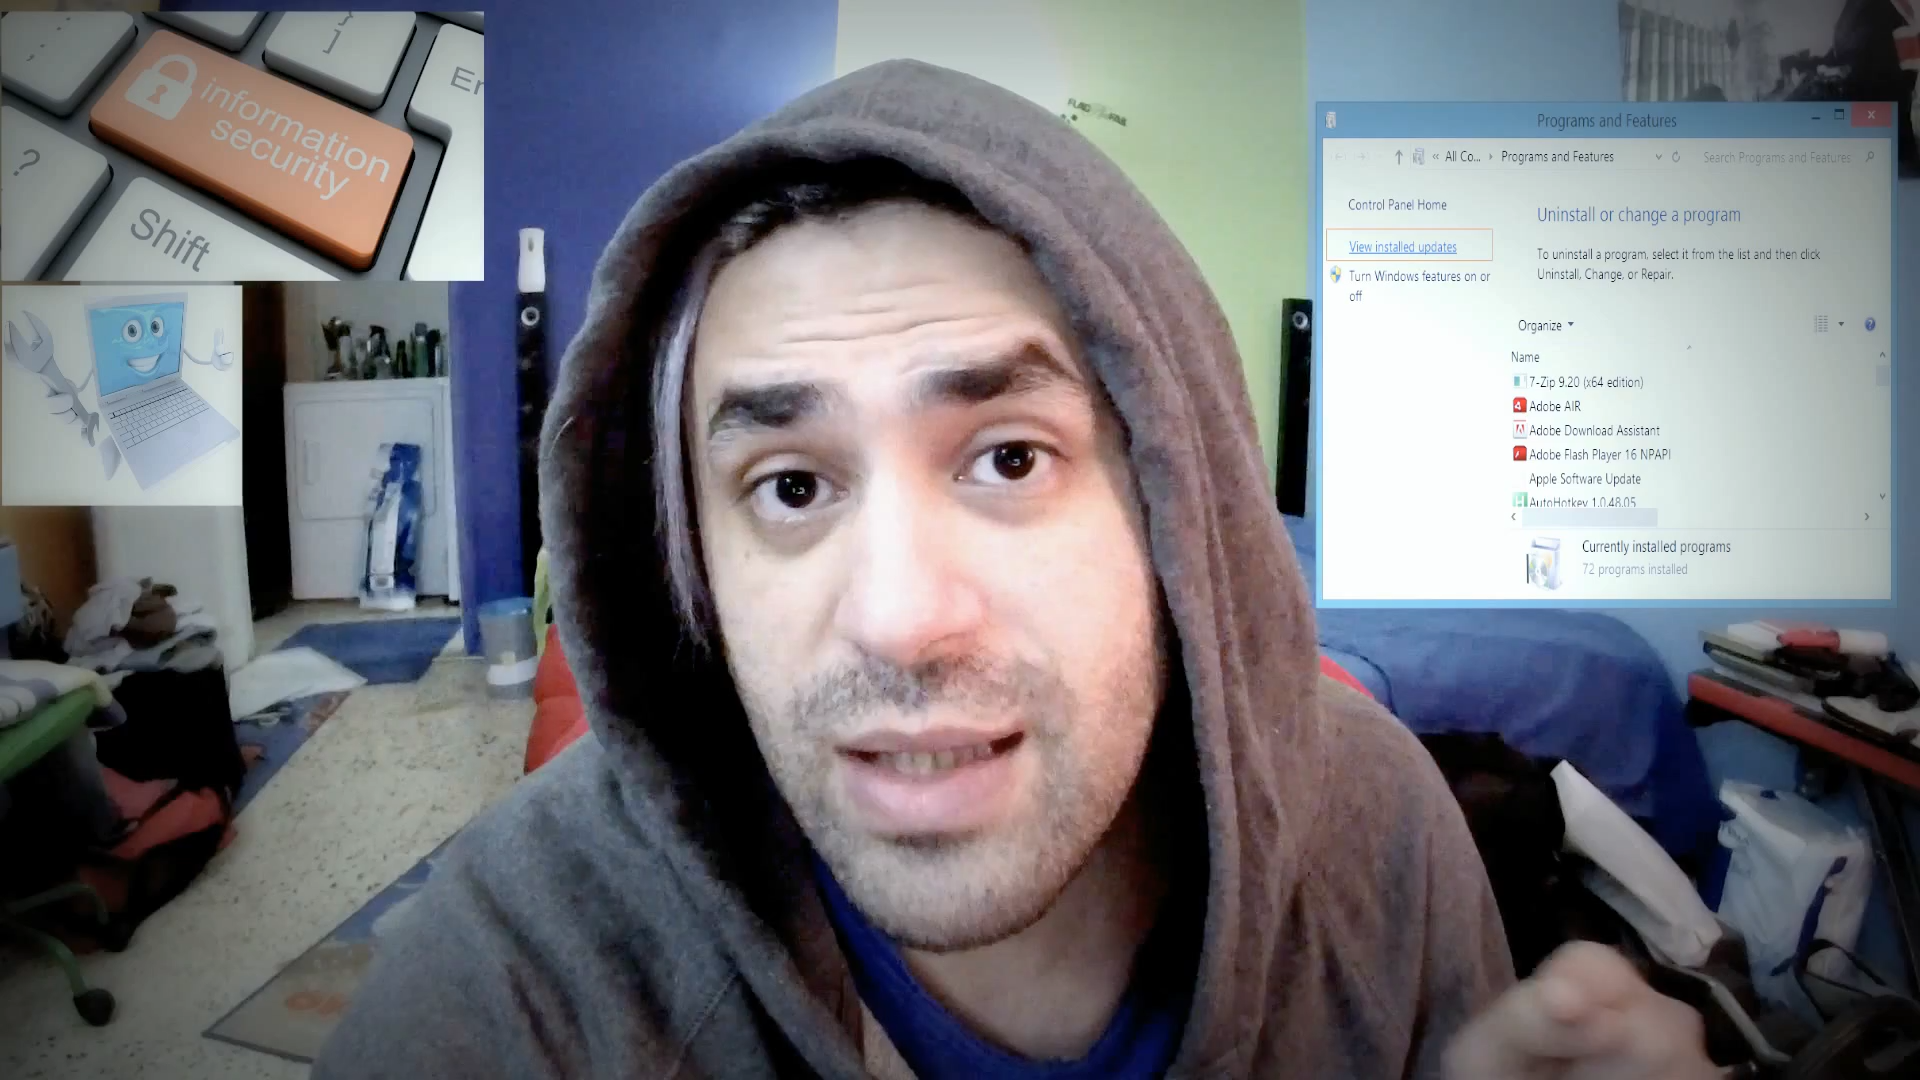 ;
}
]
En
?
information
security
Shift
FLAG
Programs and Features
« All Co... › Programs and Features
Search Programs and Features
Control Panel Home
View installed updates
Turn Windows features on or
off
Uninstall or change a program
To uninstall a program, select it from the list and then click
Uninstall, Change, or Repair.
Organize
Name
7-Zip 9.20 (x64 edition)
Adobe AIR
Adobe Download Assistant
Adobe Flash Player 16 NPAPI
Apple Software Update
AutoHotkey 1.0.48.05
Currently installed programs
72 programs installed